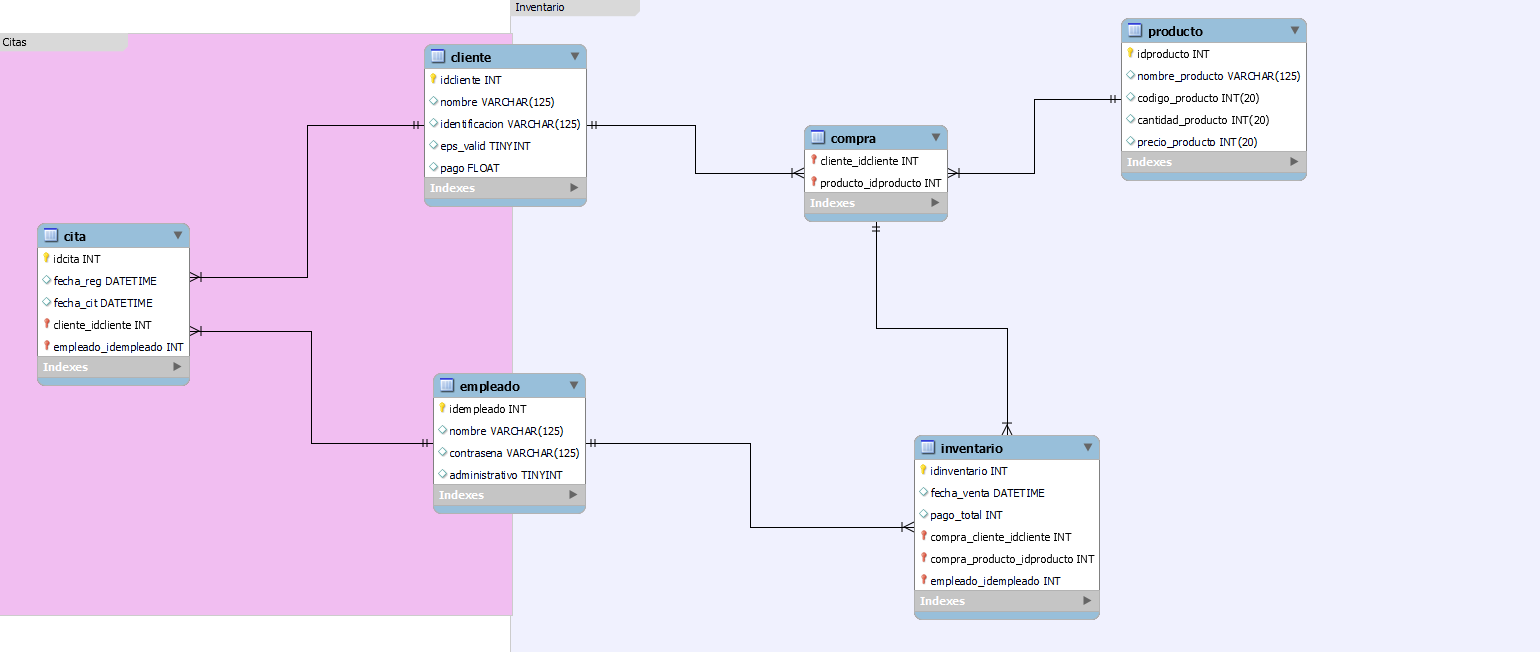 Inventario
Citas
cliente
idcliente INT
nombre VARCHAR(125)
identificacion VARCHAR(125)
eps_valid TINYINT
pago FLOAT
Indexes
producto
idproducto INT
nombre_producto VARCHAR(125)
codigo_producto INT(20)
cantidad_producto INT(20)
precio_producto INT(20)
Indexes
compra
cliente_idcliente INT
producto_idproducto INT
Indexes
cita
idcita INT
fecha_reg DATETIME
fecha_cit DATETIME
cliente_idcliente INT
empleado_idempleado INT
Indexes
empleado
idempleado INT
nombre VARCHAR(125)
contrasena VARCHAR(125)
administrativo TINYINT
Indexes
inventario
idinventario INT
fecha_venta DATETIME
pago_total INT
compra_cliente_idcliente INT
compra_producto_idproducto INT
empleado_idempleado INT
Indexes